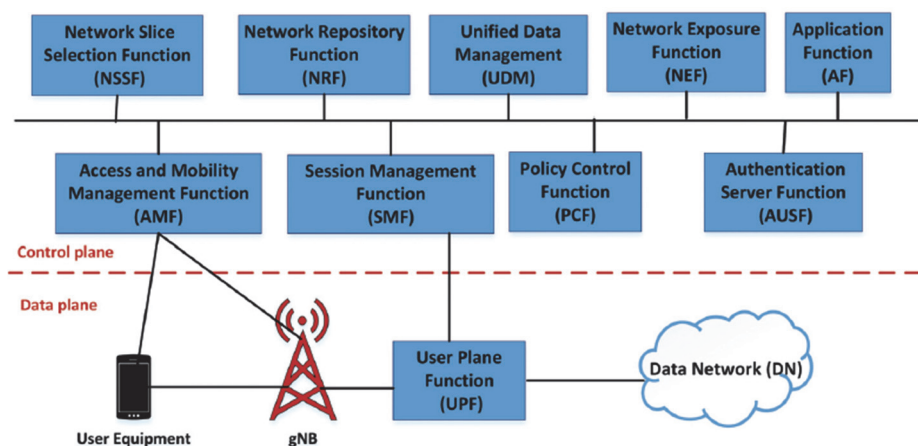 Network Slice
Selection Function
(NSSF)
Network Repository
Function
(NRF)
Unified Data
Management
(UDM)
Network Exposure
Function
(NEF)
Application
Function
(AF)
Access and Mobility
Management Function
(AMF)
Session Management
Function
(SMF)
Policy Control
Function
(PCF)
Authentication
Server Function
(AUSF)
Control plane
Data plane
User Plane
Function
(UPF)
Data Network (DN)
User Equipment
gNB